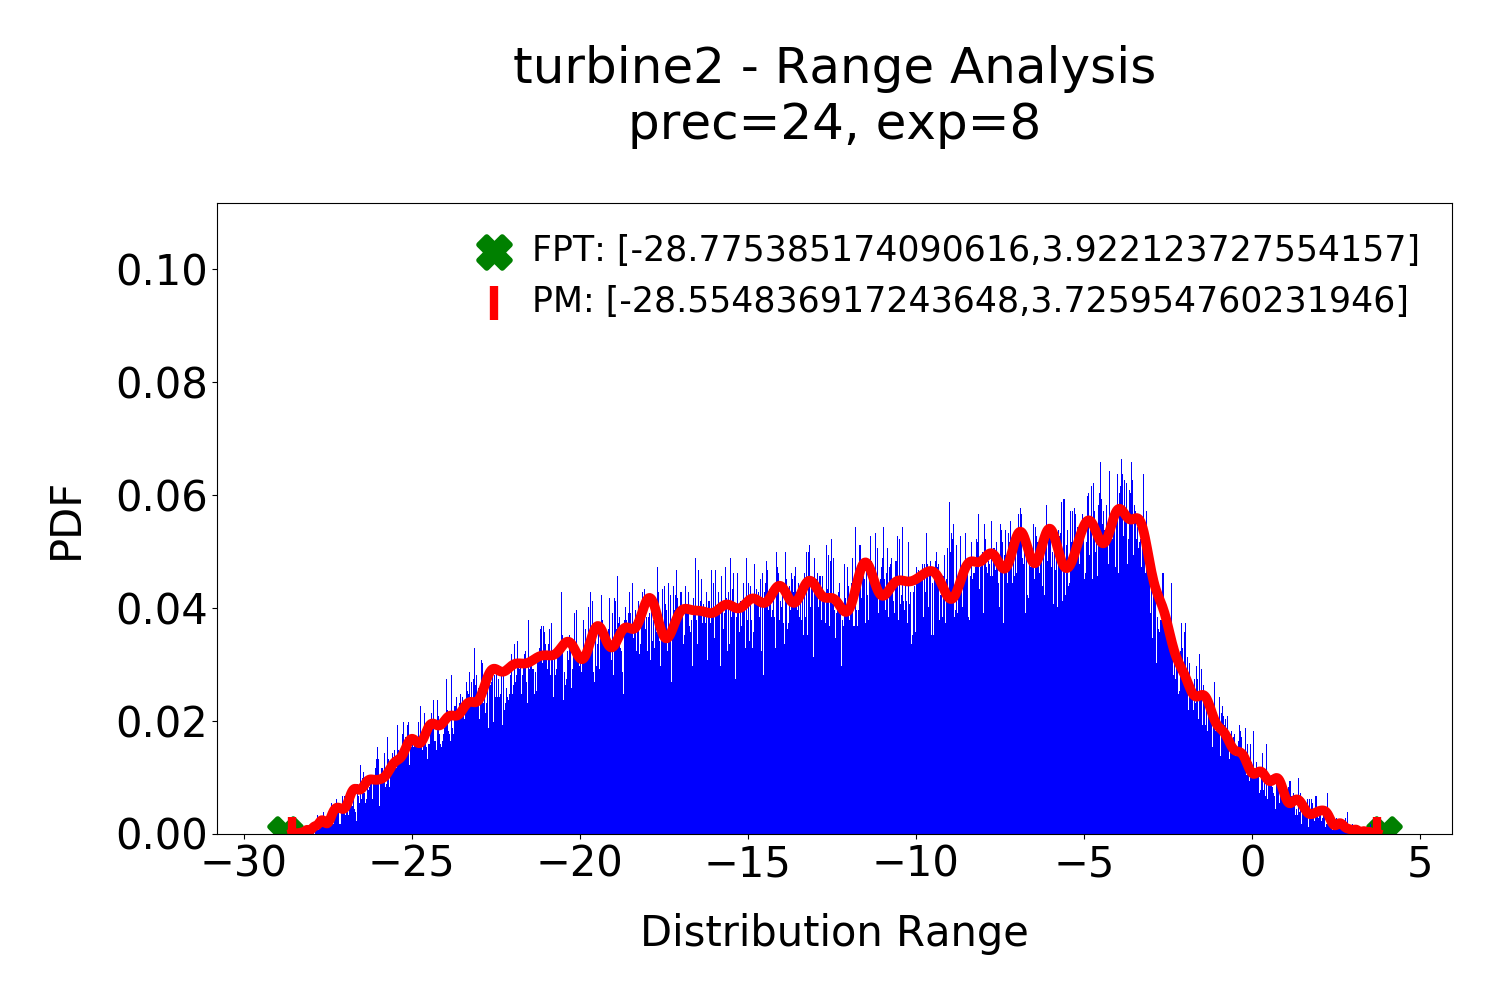 turbine2 - Range Analysis
prec=24, exp=8
FPT: [-28.775385174090616,3.922123727554157]
PM: [-28.554836917243648,3.725954760231946]
0.10
0.08
0.06
0.04
0.02
0.00
PDF
−30 −25 −20 −15 −10 −5 0 5
Distribution Range